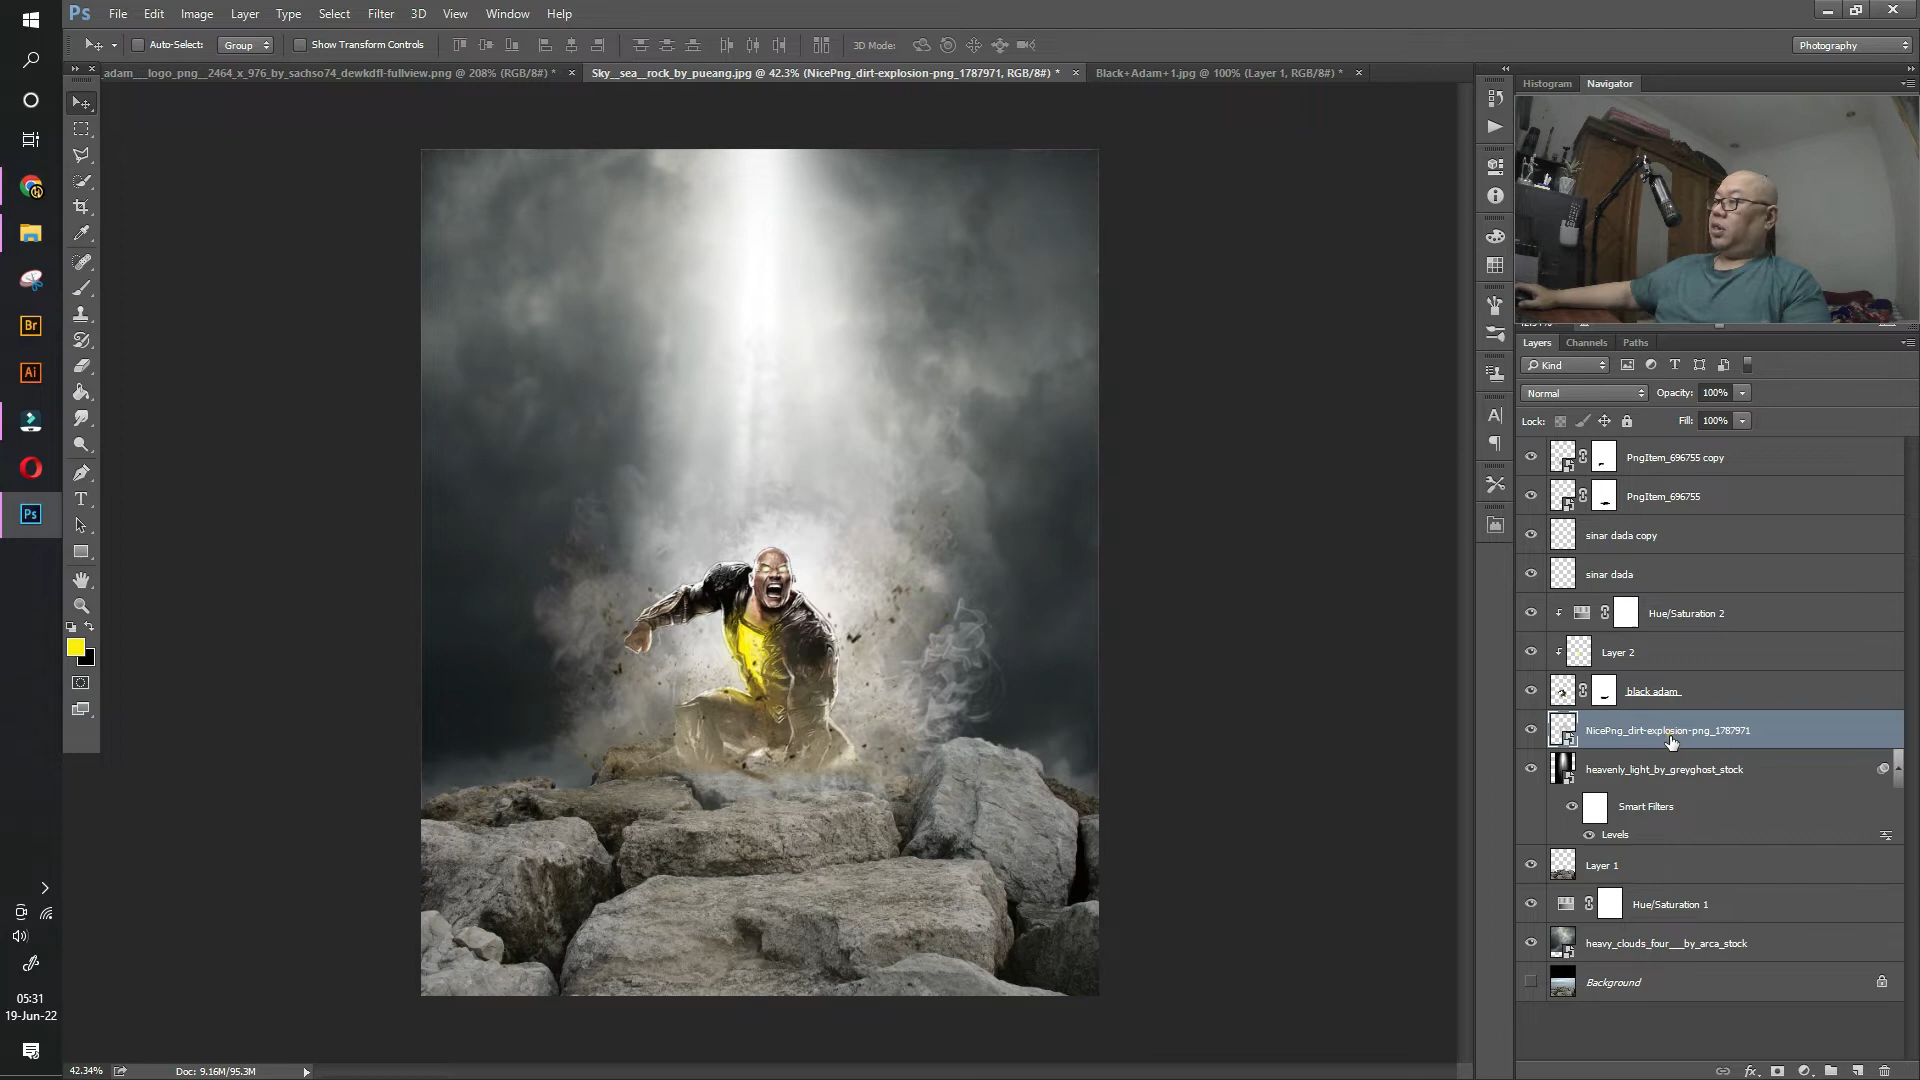 Ps File Edit Image Layer Type Select Filter 3D View Window Help
Auto-Select: Group Show Transform Controls 3D Mode: Photography
_adam__logo_png__2464_x_976_by_sachso74_dewkdfl-fullview.png @ 208% (RGB/8#) * × Sky__sea__rock_by_pueang.jpg @ 42.3% (NicePng_dirt-explosion-png_1787971, RGB/8#) * × Black+Adam+1.jpg @ 100% (Layer 1, RGB/8#) * ×
Histogram Navigator
Layers Channels Paths
Kind
Normal Opacity: 100%
Lock: Fill: 100%
PngItem_696755 copy
PngItem_696755
sinar dada copy
sinar dada
Hue/Saturation 2
Layer 2
black adam
NicePng_dirt-explosion-png_1787971
heavenly_light_by_greyghost_stock
Smart Filters
Levels
Layer 1
Hue/Saturation 1
heavy_clouds_four___by_arca_stock
Background
Br
Ai
Ps
05:31
19-Jun-22
42.34% Doc: 9.16M/95.3M